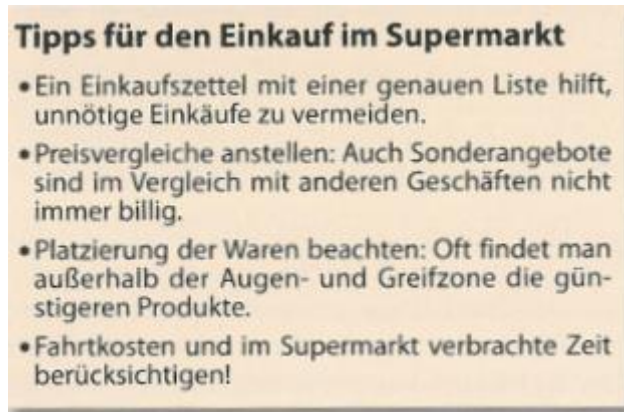 Tipps für den Einkauf im Supermarkt
• Ein Einkaufszettel mit einer genauen Liste hilft,
unnötige Einkäufe zu vermeiden.
• Preisvergleiche anstellen: Auch Sonderangebote
sind im Vergleich mit anderen Geschäften nicht
immer billig.
• Platzierung der Waren beachten: Oft findet man
außerhalb der Augen- und Greifzone die gün-
stigeren Produkte.
• Fahrtkosten und im Supermarkt verbrachte Zeit
berücksichtigen!